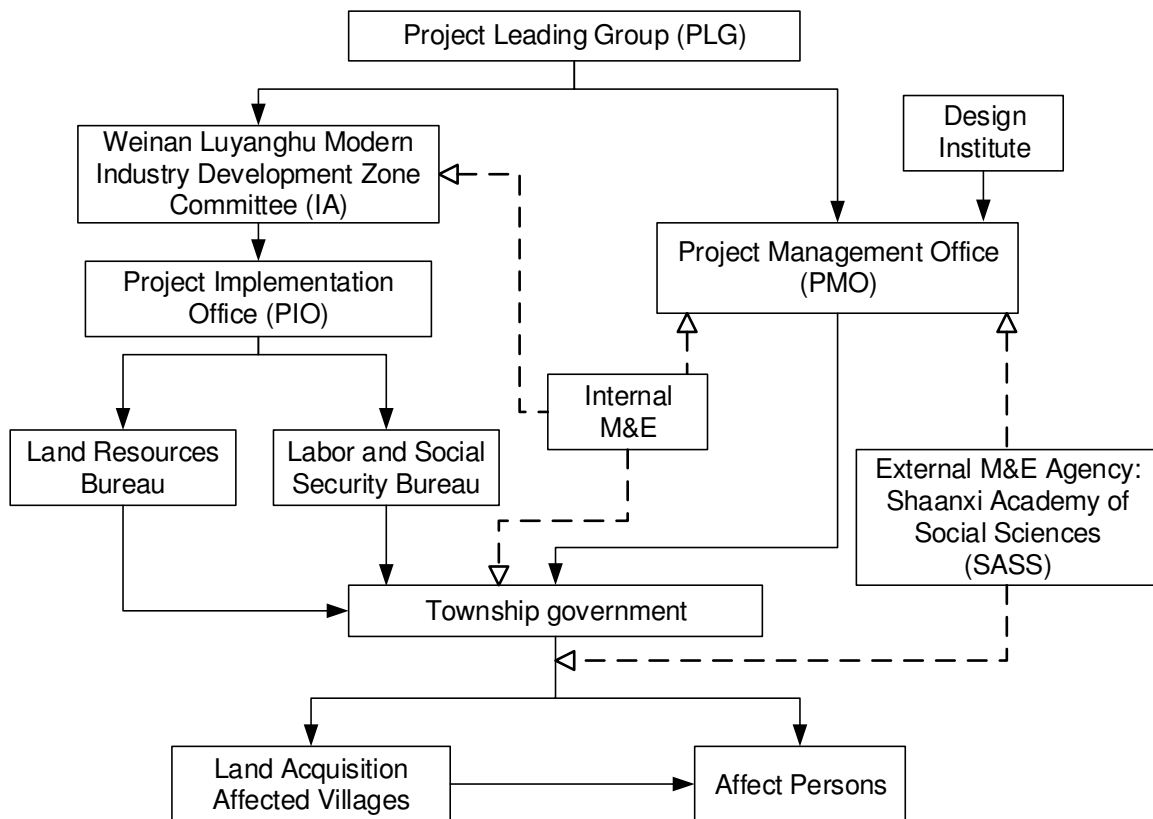 Project Leading Group (PLG)
Weinan Luyanghu Modern
Industry Development Zone
Committee (IA)
Design
Institute
Project Management Office
(PMO)
Project Implementation
Office (PIO)
Internal
M&E
Land Resources
Bureau
Labor and Social
Security Bureau
External M&E Agency:
Shaanxi Academy of
Social Sciences
(SASS)
Township government
Land Acquisition
Affected Villages
Affect Persons